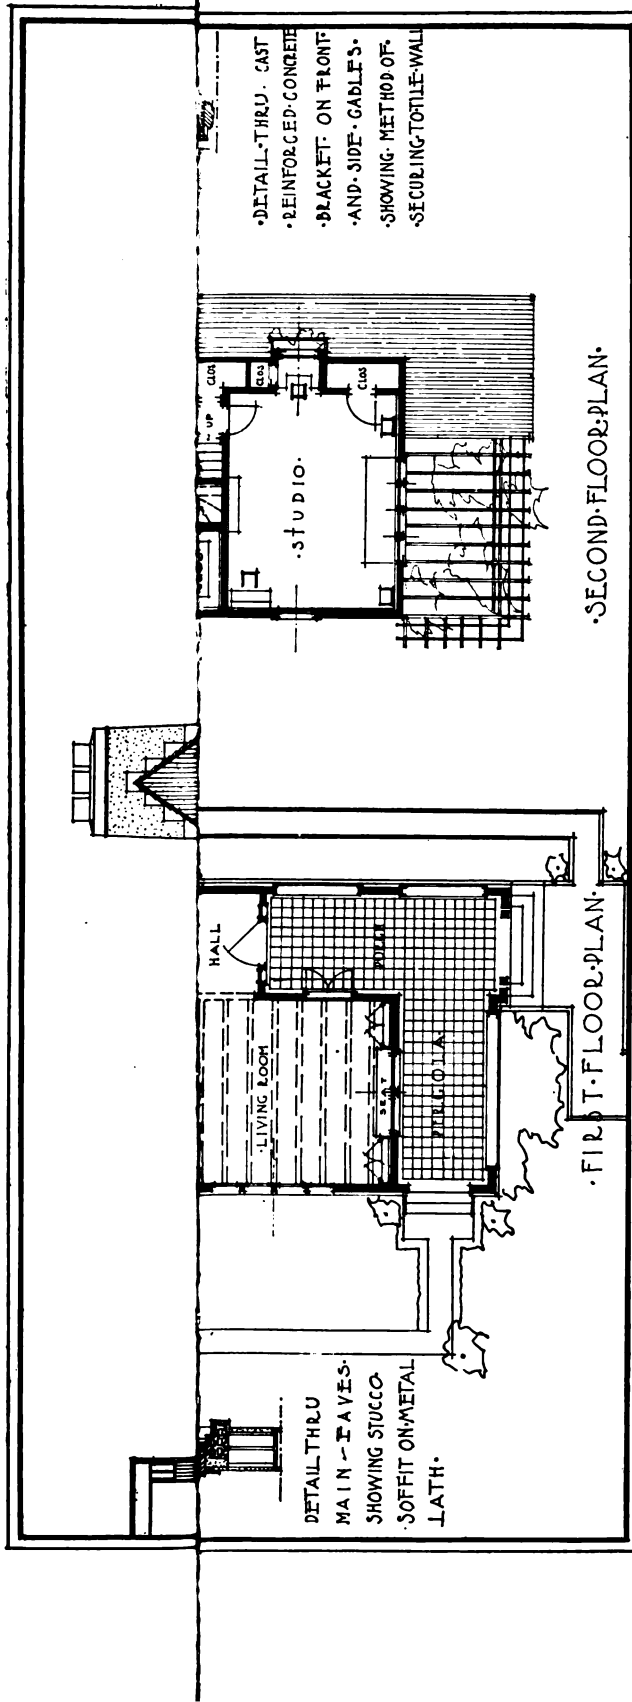 DETAIL THRU
MAIN-EAVES.
SHOWING STUCCO.
.SOFFIT ON.METAL
LATH.
.LIVING ROOM
HALL
SEAT
PERGOLA.
PORCH
.FIRST.FLOOR.PLAN.
.STUDIO.
UP
CLOS
CLOS
CLOS
.SECOND.FLOOR.PLAN.
.DETAIL.THRU. CAST
.REINFORCED.CONCRETE
.BRACKET. ON FRONT.
.AND.SIDE.GABLES.
.SHOWING. METHOD.OF.
.SECURING.TO.TILE.WALL